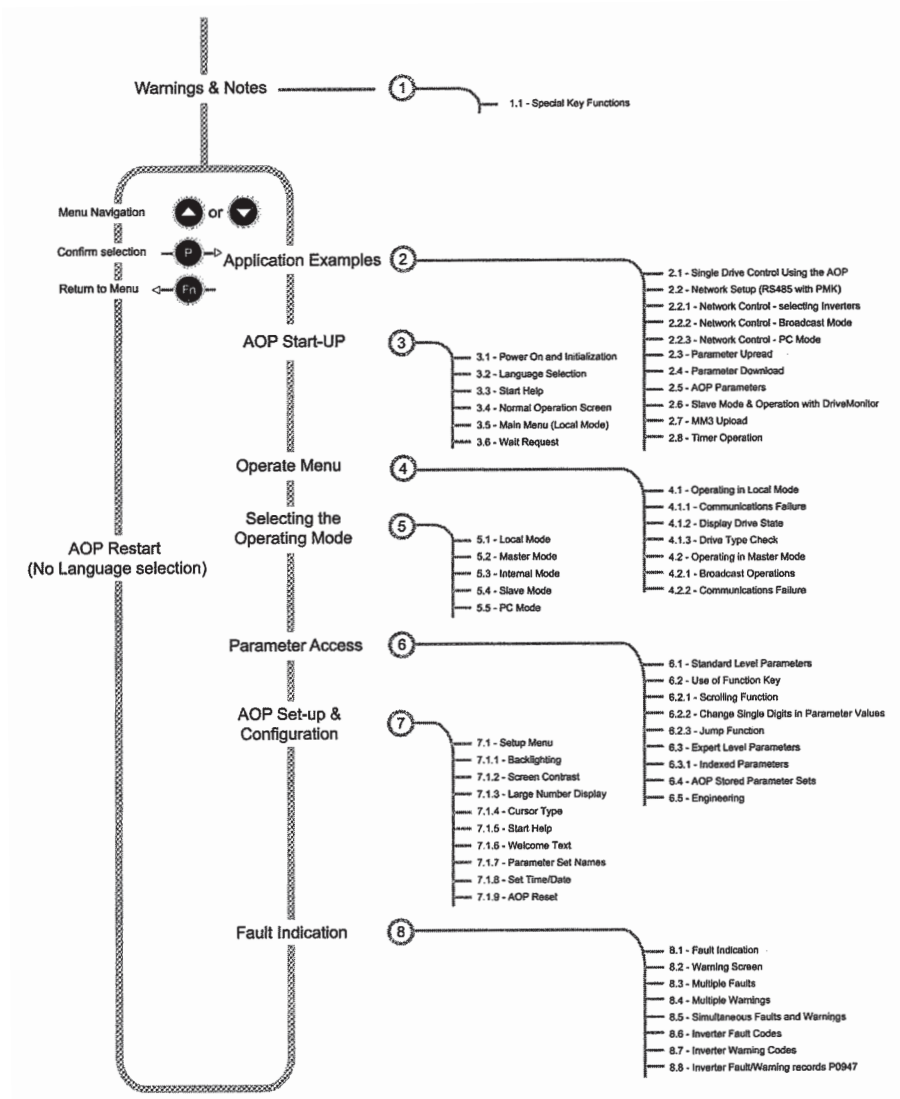 Warnings & Notes
1
1.1 - Special Key Functions
Menu Navigation
or
Confirm selection
P
Return to Menu
Fn
Application Examples
2
2.1 - Single Drive Control Using the AOP
2.2 - Network Setup (RS485 with PMK)
2.2.1 - Network Control - selecting Inverters
2.2.2 - Network Control - Broadcast Mode
2.2.3 - Network Control - PC Mode
2.3 - Parameter Upread
2.4 - Parameter Download
2.5 - AOP Parameters
2.6 - Slave Mode & Operation with DriveMonitor
2.7 - MM3 Upload
2.8 - Timer Operation
AOP Start-UP
3
3.1 - Power On and Initialization
3.2 - Language Selection
3.3 - Start Help
3.4 - Normal Operation Screen
3.5 - Main Menu (Local Mode)
3.6 - Wait Request
Operate Menu
4
4.1 - Operating in Local Mode
4.1.1 - Communications Failure
4.1.2 - Display Drive State
4.1.3 - Drive Type Check
4.2 - Operating in Master Mode
4.2.1 - Broadcast Operations
4.2.2 - Communications Failure
Selecting the
Operating Mode
5
5.1 - Local Mode
5.2 - Master Mode
5.3 - Internal Mode
5.4 - Slave Mode
5.5 - PC Mode
AOP Restart
(No Language selection)
Parameter Access
6
6.1 - Standard Level Parameters
6.2 - Use of Function Key
6.2.1 - Scrolling Function
6.2.2 - Change Single Digits in Parameter Values
6.2.3 - Jump Function
6.3 - Expert Level Parameters
6.3.1 - Indexed Parameters
6.4 - AOP Stored Parameter Sets
6.5 - Engineering
AOP Set-up &
Configuration
7
7.1 - Setup Menu
7.1.1 - Backlighting
7.1.2 - Screen Contrast
7.1.3 - Large Number Display
7.1.4 - Cursor Type
7.1.5 - Start Help
7.1.6 - Welcome Text
7.1.7 - Parameter Set Names
7.1.8 - Set Time/Date
7.1.9 - AOP Reset
Fault Indication
8
8.1 - Fault Indication
8.2 - Warning Screen
8.3 - Multiple Faults
8.4 - Multiple Warnings
8.5 - Simultaneous Faults and Warnings
8.6 - Inverter Fault Codes
8.7 - Inverter Warning Codes
8.8 - Inverter Fault/Warning records P0947